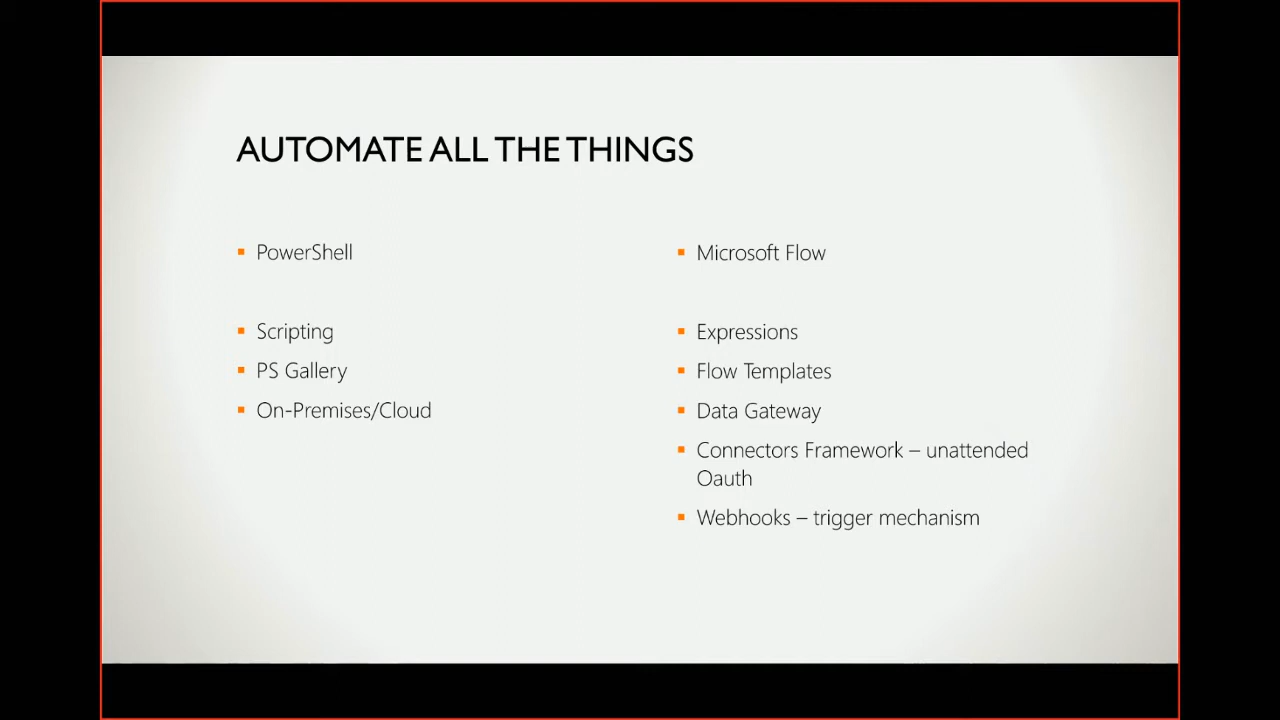 AUTOMATE ALL THE THINGS
PowerShell
Scripting
PS Gallery
On-Premises/Cloud
Microsoft Flow
Expressions
Flow Templates
Data Gateway
Connectors Framework – unattended
Oauth
Webhooks – trigger mechanism